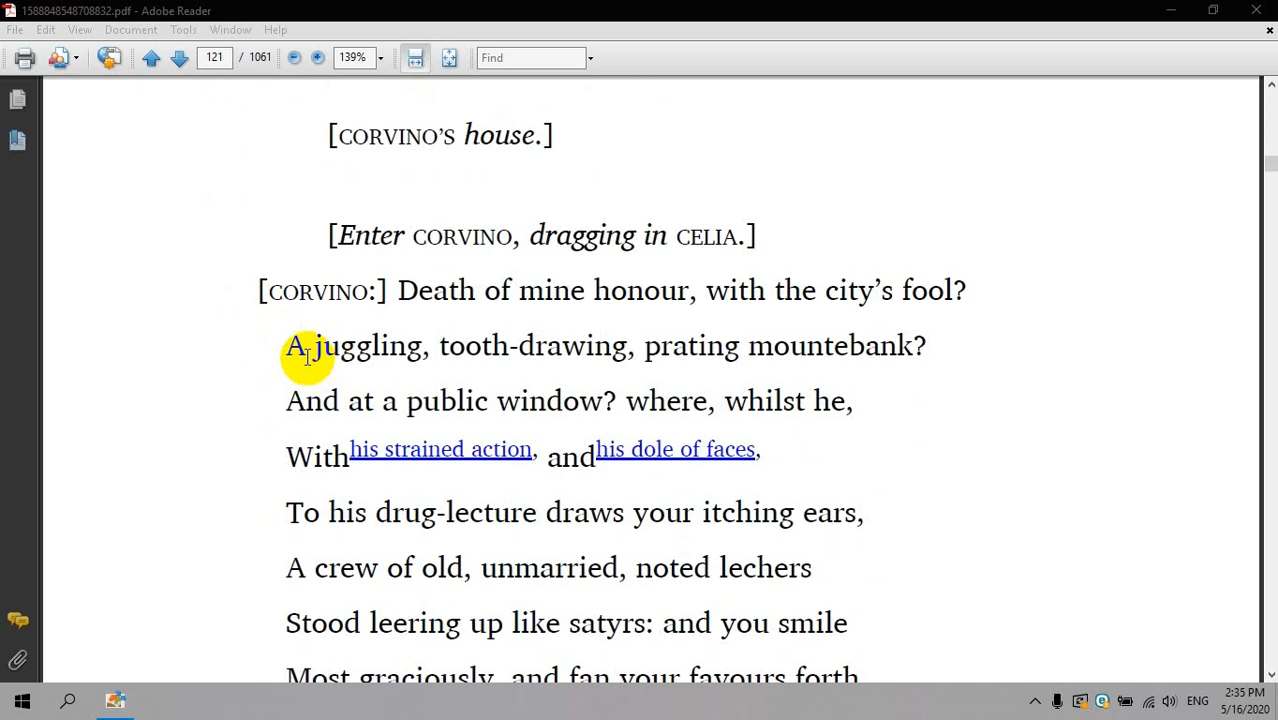 1588848548708832.pdf - Adobe Reader
File Edit View Document Tools Window Help
121 / 1061 139% Find
[CORVINO’S house.]
[Enter CORVINO, dragging in CELIA.]
[CORVINO:] Death of mine honour, with the city’s fool?
A juggling, tooth-drawing, prating mountebank?
And at a public window? where, whilst he,
With his strained action, and his dole of faces,
To his drug-lecture draws your itching ears,
A crew of old, unmarried, noted lechers
Stood leering up like satyrs: and you smile
Most graciously, and fan your favours forth
ENG
2:35 PM
5/16/2020